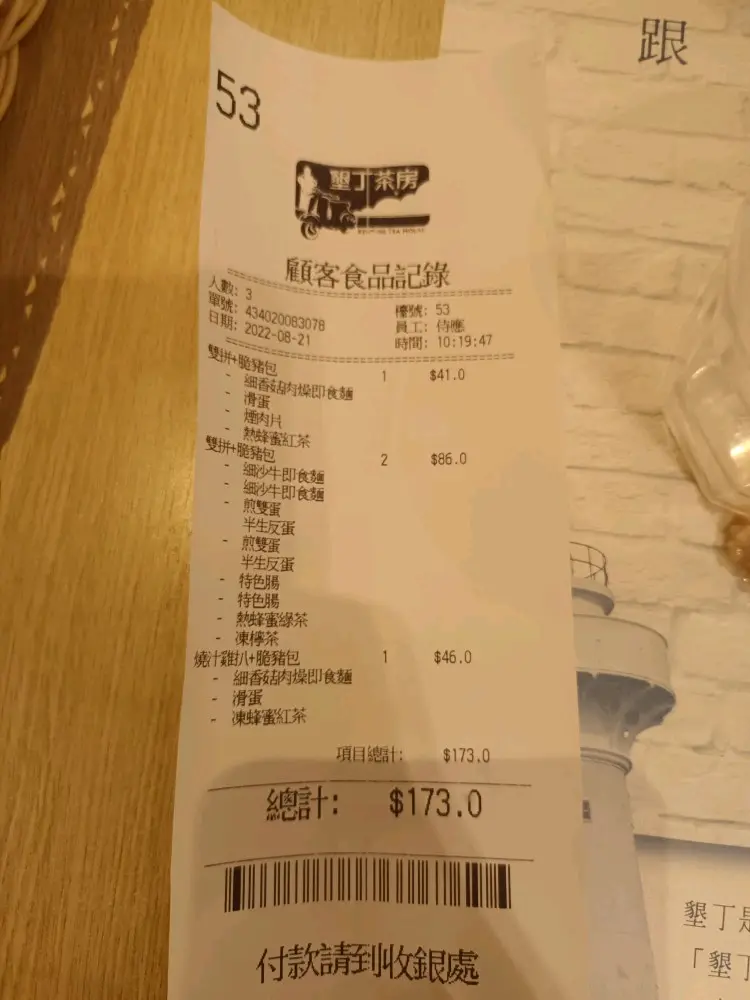 跟
53
墾丁茶房
KENTING TEA HOUSE
顧客食品記錄
人數: 3 檯號: 53
單號: 434020083078 員工: 侍應
日期: 2022-08-21 時間: 10:19:47
雙拼+脆豬包 1 $41.0
- 細香菇肉燥即食麵
- 滑蛋
- 煙肉片
- 熱蜂蜜紅茶
雙拼+脆豬包 2 $86.0
- 細沙牛即食麵
- 細沙牛即食麵
- 煎雙蛋
半生反蛋
- 煎雙蛋
半生反蛋
- 特色腸
- 特色腸
- 熱蜂蜜綠茶
- 凍檸茶
燒汁雞扒+脆豬包 1 $46.0
- 細香菇肉燥即食麵
- 滑蛋
- 凍蜂蜜紅茶
項目總計: $173.0
總計: $173.0
付款請到收銀處
墾丁是
「墾丁